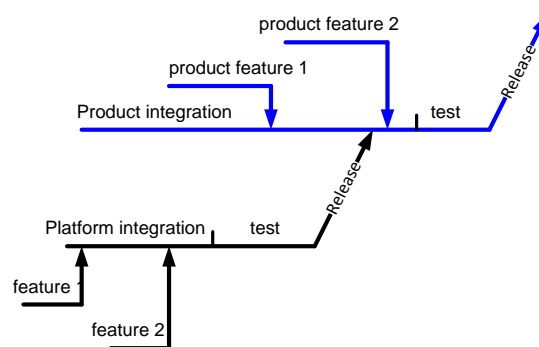 product feature 2
product feature 1
Release
Product integration
test
Release
Platform integration
test
feature 1
feature 2